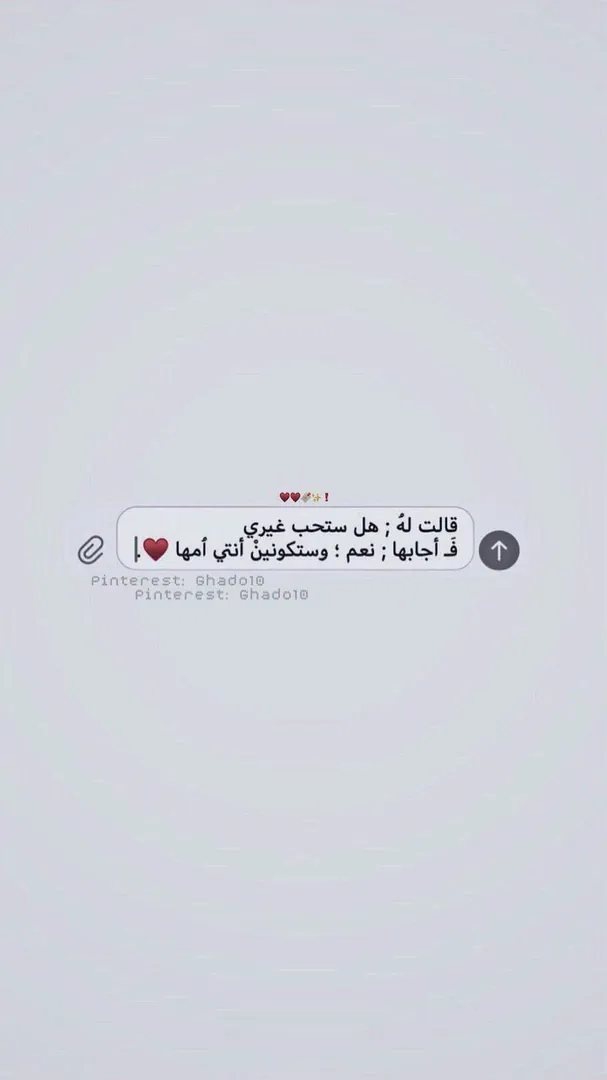 ♥️♥️🩹✨❗
قالت لهُ ; هل ستحب غيري
فَـ أجابها ; نعم ؛ وستكونينْ أنتي اُمها ♥️.
Pinterest: Ghado10
Pinterest: Ghado10